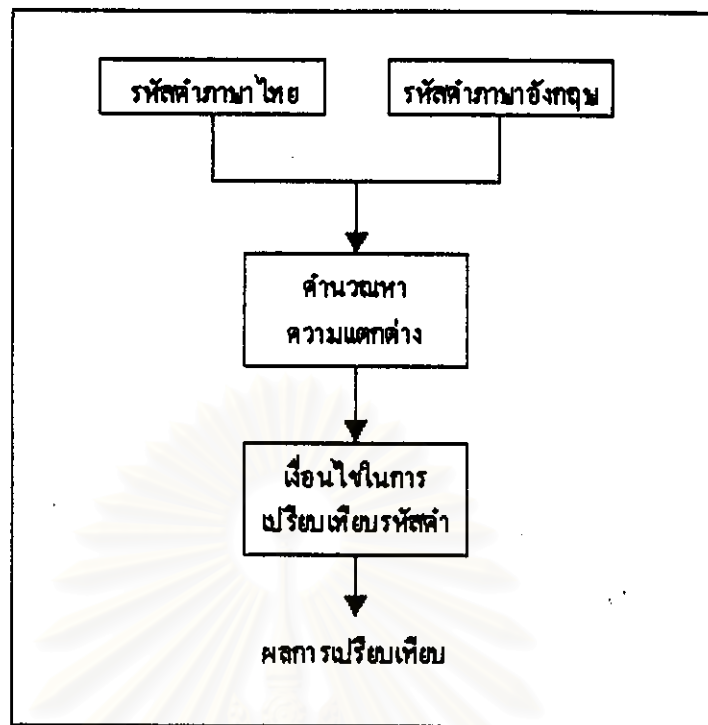 รหัสคำภาษาไทย
รหัสคำภาษาอังกฤษ
คำนวณหา
ความแตกต่าง
เงื่อนไขในการ
เปรียบเทียบรหัสคำ
ผลการเปรียบเทียบ